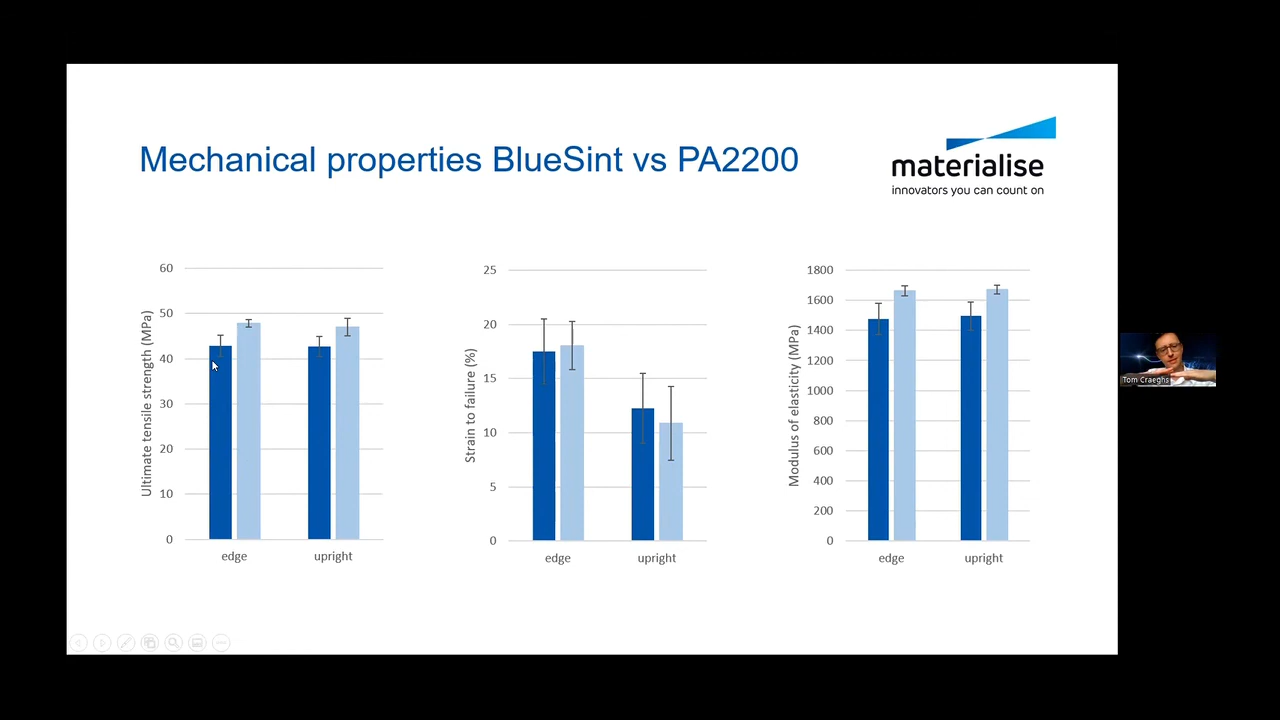 Mechanical properties BlueSint vs PA2200
materialise
innovators you can count on
Ultimate tensile strength (MPa)
60
50
40
30
20
10
0
edge upright
Strain to failure (%)
25
20
15
10
5
0
edge upright
Modulus of elasticity (MPa)
1800
1600
1400
1200
1000
800
600
400
200
0
edge upright
Tom Craeghs